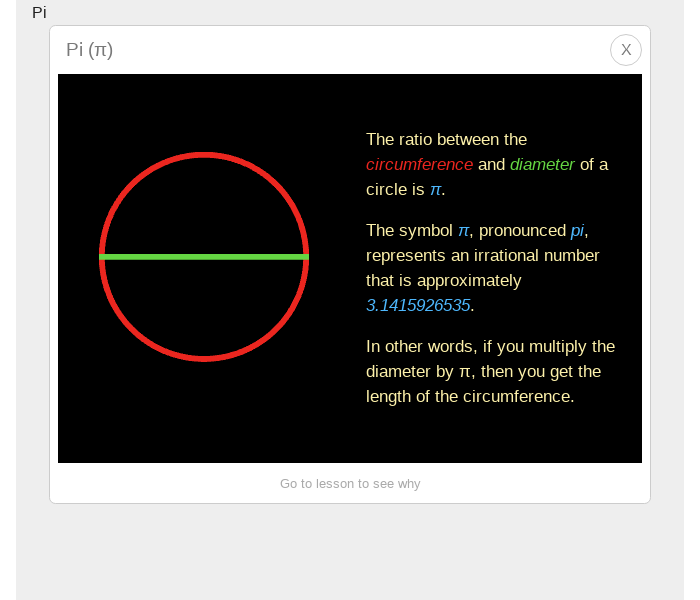 Pi
Pi (π)
X
The ratio between the
circumference and diameter of a
circle is π.
The symbol π, pronounced pi,
represents an irrational number
that is approximately
3.1415926535.
In other words, if you multiply the
diameter by π, then you get the
length of the circumference.
Go to lesson to see why